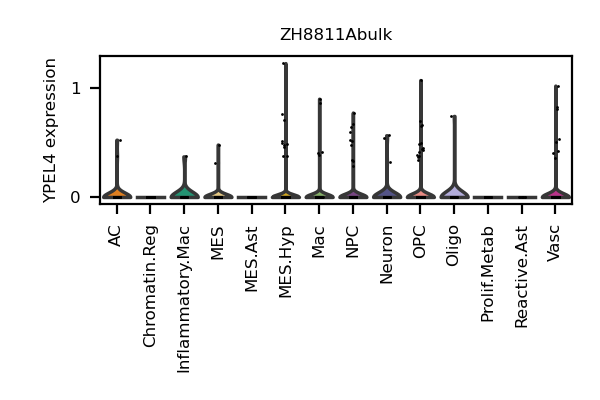 ZH8811Abulk
YPEL4 expression
1
0
AC
Chromatin.Reg
Inflammatory.Mac
MES
MES.Ast
MES.Hyp
Mac
NPC
Neuron
OPC
Oligo
Prolif.Metab
Reactive.Ast
Vasc